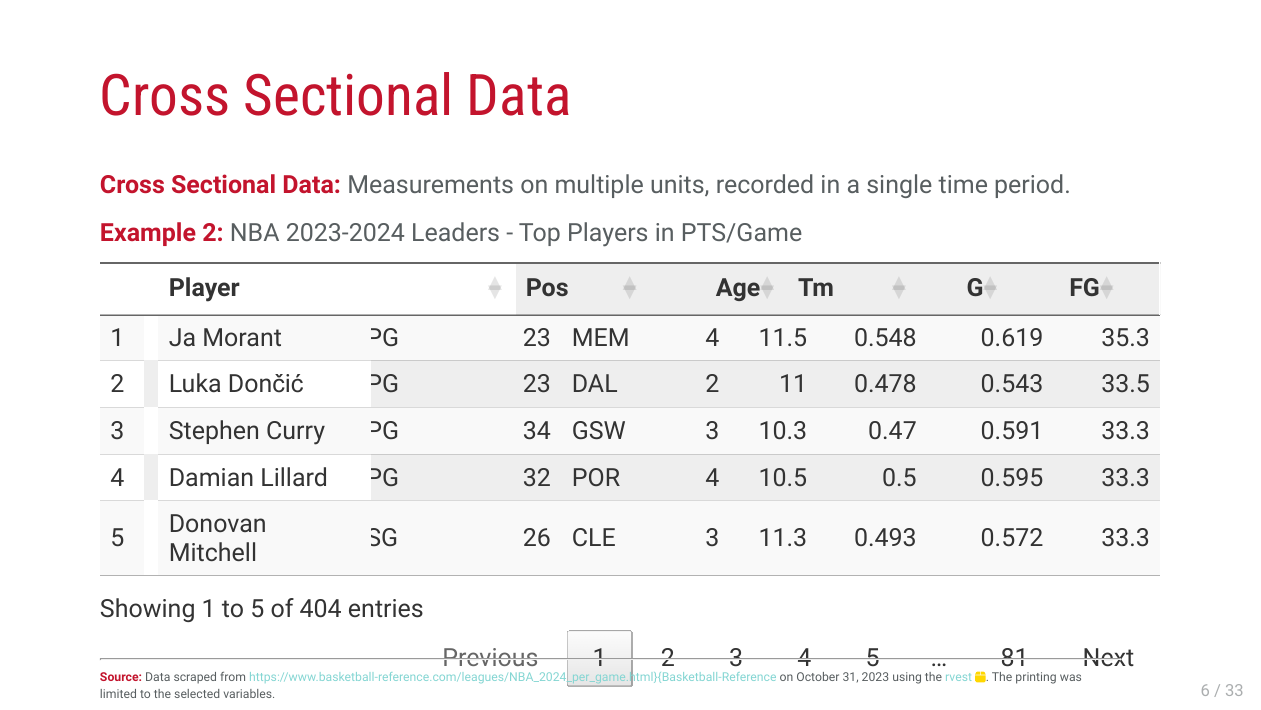 Cross Sectional Data
Cross Sectional Data: Measurements on multiple units, recorded in a single time period.
Example 2: NBA 2023-2024 Leaders - Top Players in PTS/Game
Player Pos Age Tm G FG
1 Ja Morant PG 23 MEM 4 11.5 0.548 0.619 35.3
2 Luka Dončić PG 23 DAL 2 11 0.478 0.543 33.5
3 Stephen Curry PG 34 GSW 3 10.3 0.47 0.591 33.3
4 Damian Lillard PG 32 POR 4 10.5 0.5 0.595 33.3
5 Donovan Mitchell SG 26 CLE 3 11.3 0.493 0.572 33.3
Showing 1 to 5 of 404 entries
Previous 1 2 3 4 5 … 81 Next
Source: Data scraped from https://www.basketball-reference.com/leagues/NBA_2024_per_game.html}{Basketball-Reference on October 31, 2023 using the rvest . The printing was
limited to the selected variables.
6 / 33